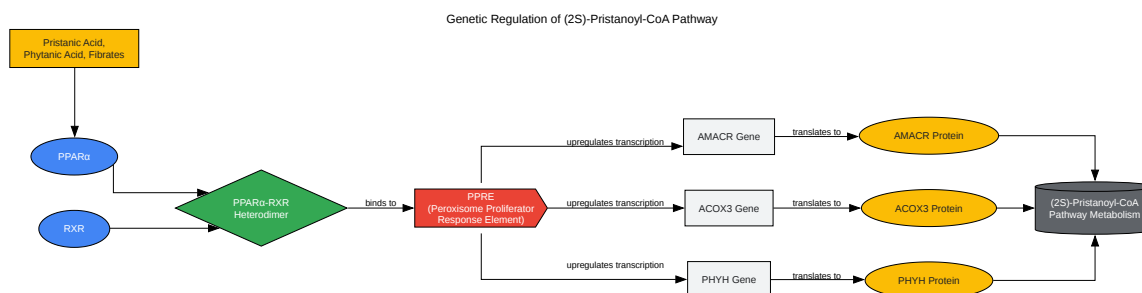 Genetic Regulation of (2S)-Pristanoyl-CoA Pathway
Pristanic Acid,
Phytanic Acid, Fibrates
PPARα
RXR
PPARα-RXR
Heterodimer
binds to
PPRE
(Peroxisome Proliferator
Response Element)
upregulates transcription
AMACR Gene
translates to
AMACR Protein
upregulates transcription
ACOX3 Gene
translates to
ACOX3 Protein
upregulates transcription
PHYH Gene
translates to
PHYH Protein
(2S)-Pristanoyl-CoA
Pathway Metabolism